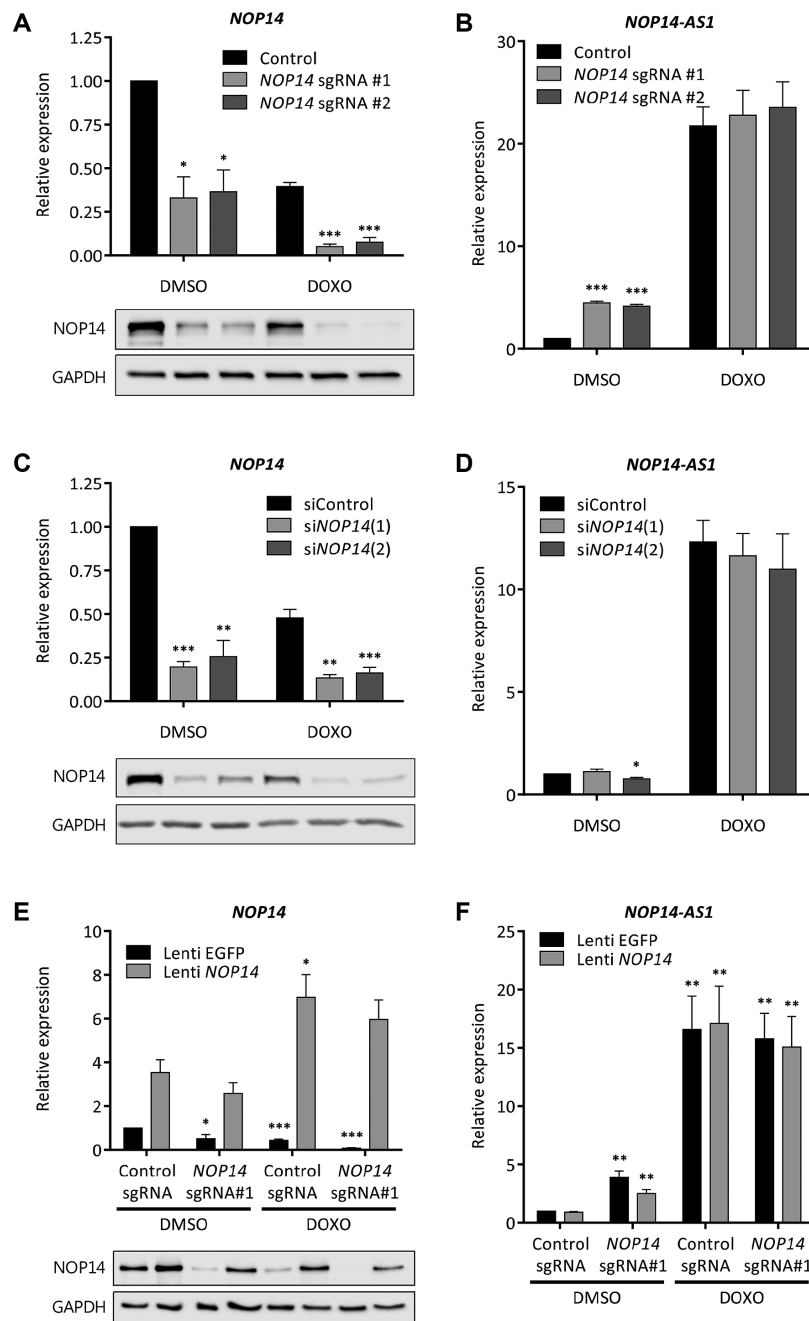 A
NOP14
Relative expression
1.25
1.00
0.75
0.50
0.25
0.00
Control
NOP14 sgRNA #1
NOP14 sgRNA #2
* * *** ***
DMSO DOXO
NOP14
GAPDH
B
NOP14-AS1
Relative expression
30
20
10
0
Control
NOP14 sgRNA #1
NOP14 sgRNA #2
*** ***
DMSO DOXO
C
NOP14
Relative expression
1.25
1.00
0.75
0.50
0.25
0.00
siControl
siNOP14(1)
siNOP14(2)
*** ** ** ***
DMSO DOXO
NOP14
GAPDH
D
NOP14-AS1
Relative expression
15
10
5
0
siControl
siNOP14(1)
siNOP14(2)
*
DMSO DOXO
E
NOP14
Relative expression
10
8
6
4
2
0
Lenti EGFP
Lenti NOP14
* *** * ***
Control NOP14 Control NOP14
sgRNA sgRNA#1 sgRNA sgRNA#1
DMSO DOXO
NOP14
GAPDH
F
NOP14-AS1
Relative expression
25
20
15
10
5
0
Lenti EGFP
Lenti NOP14
** ** ** ** ** **
Control NOP14 Control NOP14
sgRNA sgRNA#1 sgRNA sgRNA#1
DMSO DOXO